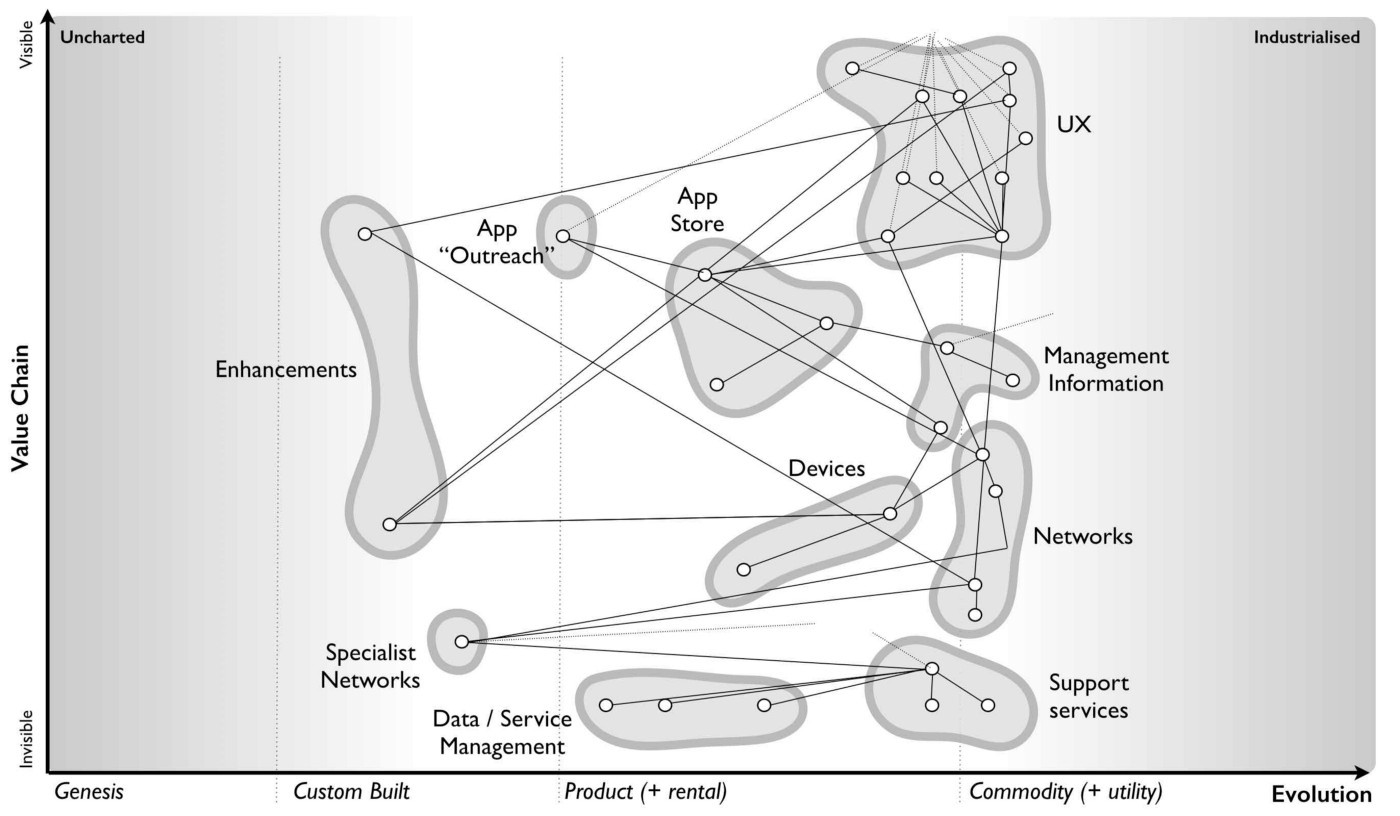 Visible
Uncharted
Industrialised
UX
App
Store
App
“Outreach”
Enhancements
Management
Information
Value Chain
Devices
Networks
Specialist
Networks
Data / Service
Management
Support
services
Invisible
Genesis
Custom Built
Product (+ rental)
Commodity (+ utility)
Evolution